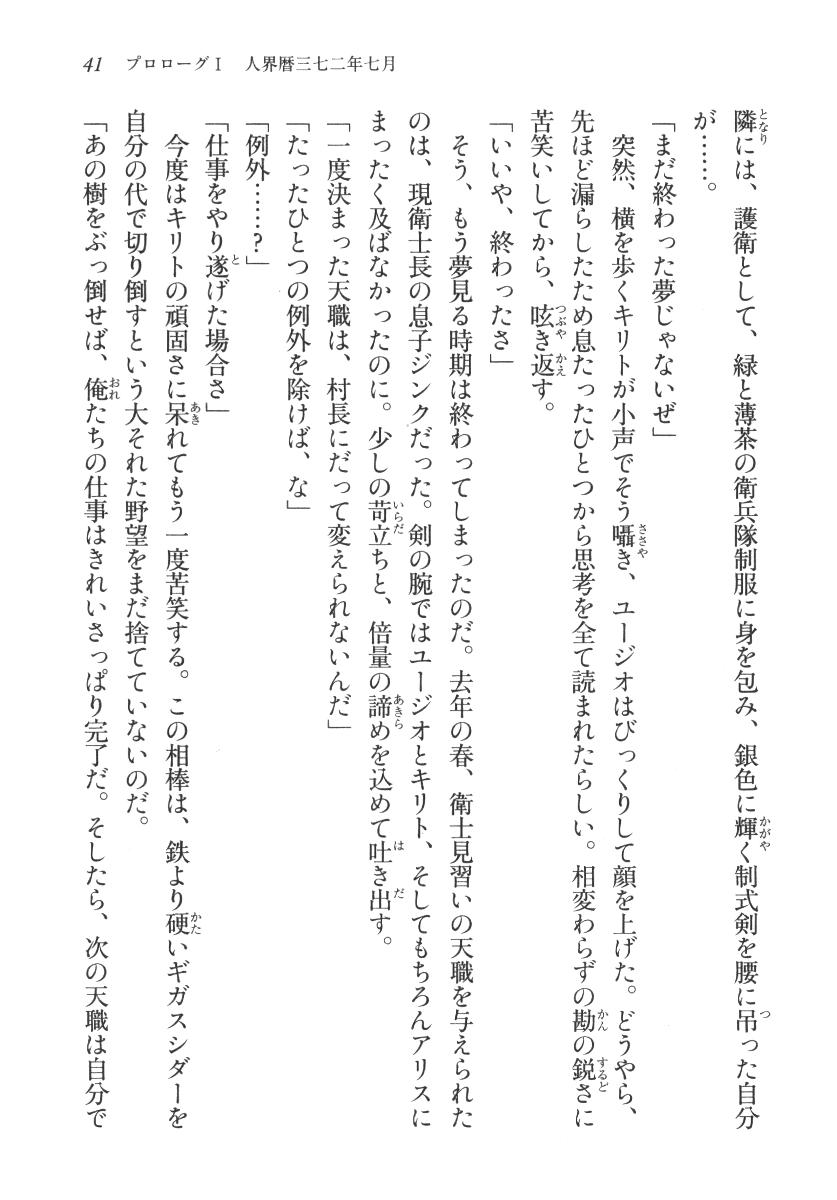 41　プロローグⅠ　人界暦三七二年七月
隣には、護衛として、緑と薄茶の衛兵隊制服に身を包み、銀色に輝く制式剣を腰に吊った自分
が……。
「まだ終わった夢じゃないぜ」
　突然、横を歩くキリトが小声でそう囁き、ユージオはびっくりして顔を上げた。どうやら、
先ほど漏らしたため息たったひとつから思考を全て読まれたらしい。相変わらずの勘の鋭さに
苦笑いしてから、呟き返す。
「いいや、終わったさ」
　そう、もう夢見る時期は終わってしまったのだ。去年の春、衛士見習いの天職を与えられた
のは、現衛士長の息子ジンクだった。剣の腕ではユージオとキリト、そしてもちろんアリスに
まったく及ばなかったのに。少しの苛立ちと、倍量の諦めを込めて吐き出す。
「一度決まった天職は、村長にだって変えられないんだ」
「たったひとつの例外を除けば、な」
「例外……？」
「仕事をやり遂げた場合さ」
　今度はキリトの頑固さに呆れてもう一度苦笑する。この相棒は、鉄より硬いギガスシダーを
自分の代で切り倒すという大それた野望をまだ捨てていないのだ。
「あの樹をぶっ倒せば、俺たちの仕事はきれいさっぱり完了だ。そしたら、次の天職は自分で